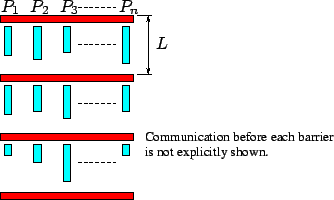 P1 P2 P3 Pn
L
Communication before each barrier
is not explicitly shown.